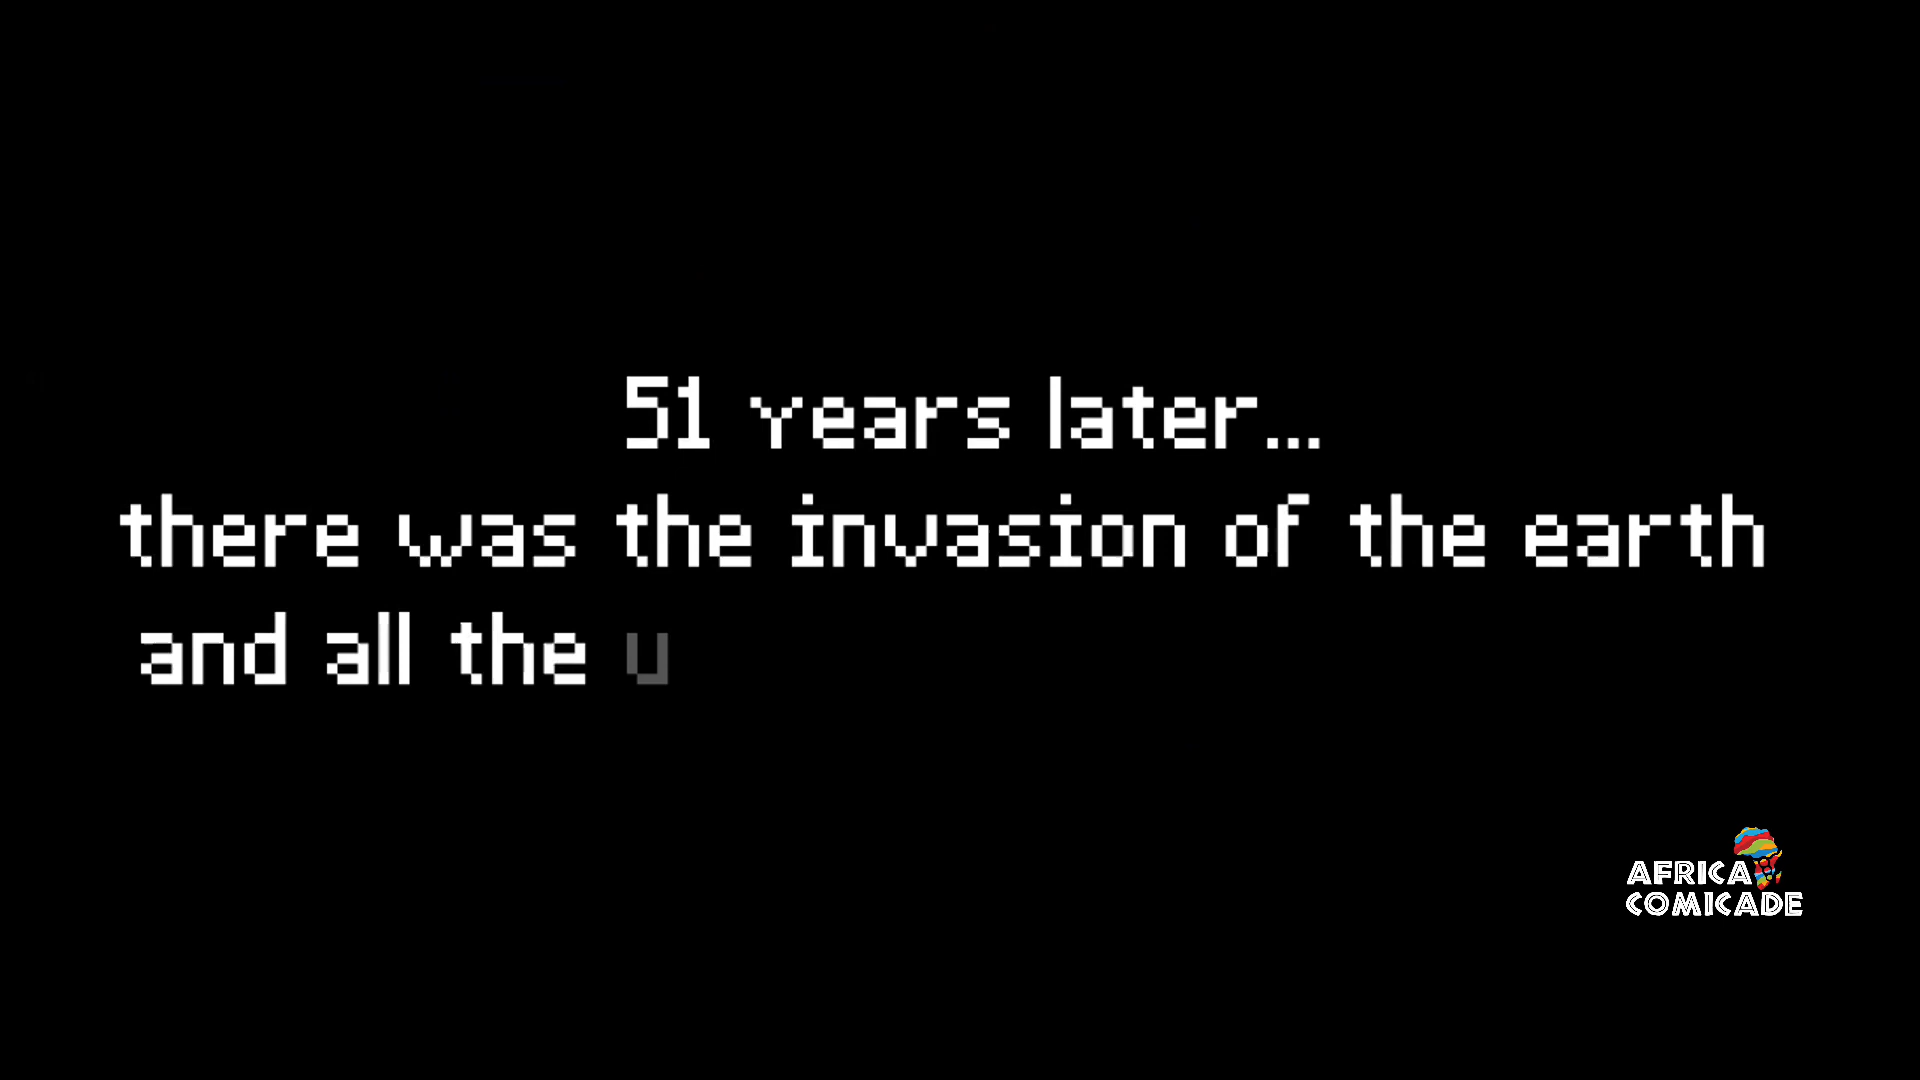 51 years later...
there was the invasion of the earth
and all the u
AFRICA
COMICADE